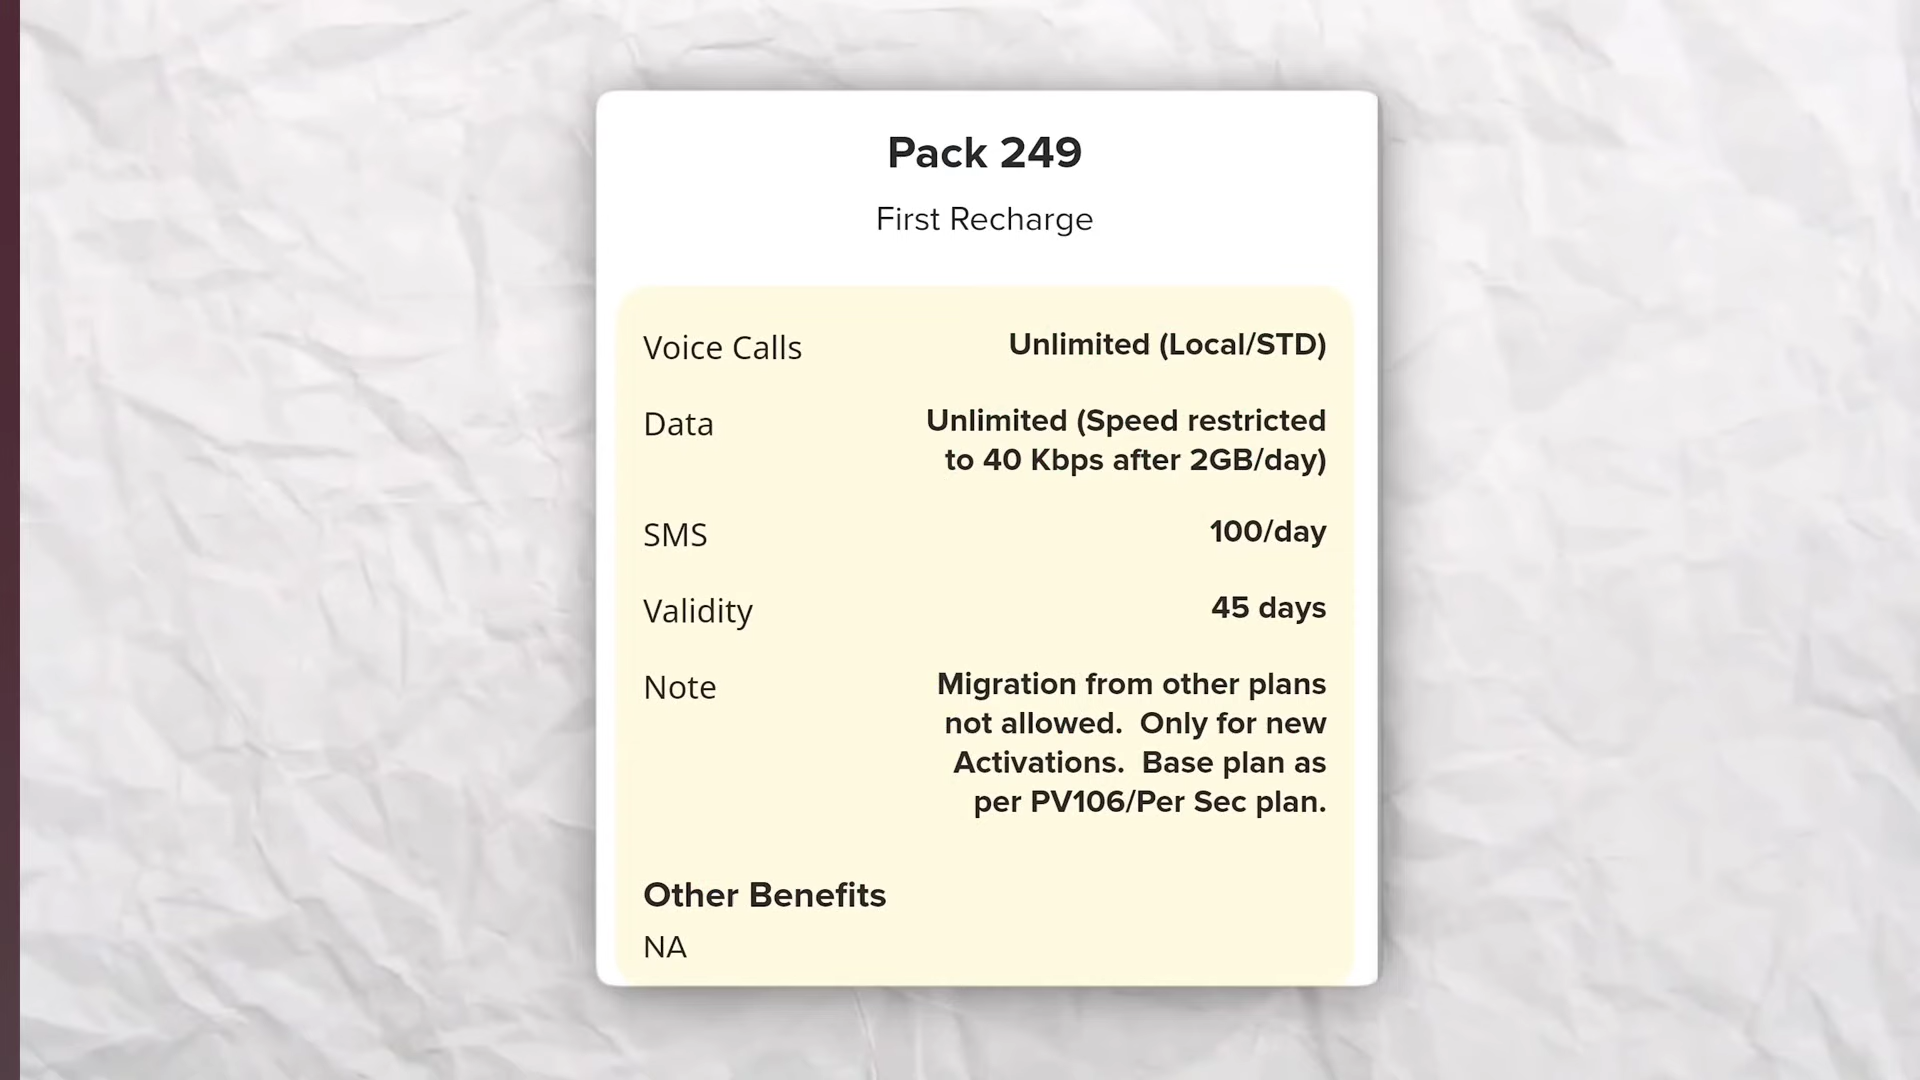 Pack 249
First Recharge
Voice Calls Unlimited (Local/STD)
Data Unlimited (Speed restricted
to 40 Kbps after 2GB/day)
SMS 100/day
Validity 45 days
Note Migration from other plans
not allowed. Only for new
Activations. Base plan as
per PV106/Per Sec plan.
Other Benefits
NA